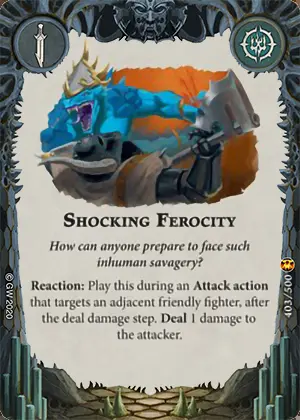 SHOCKING FEROCITY
How can anyone prepare to face such
inhuman savagery?
Reaction: Play this during an Attack action
that targets an adjacent friendly fighter, after
the deal damage step. Deal 1 damage to
the attacker.
© GW 2020
403/500